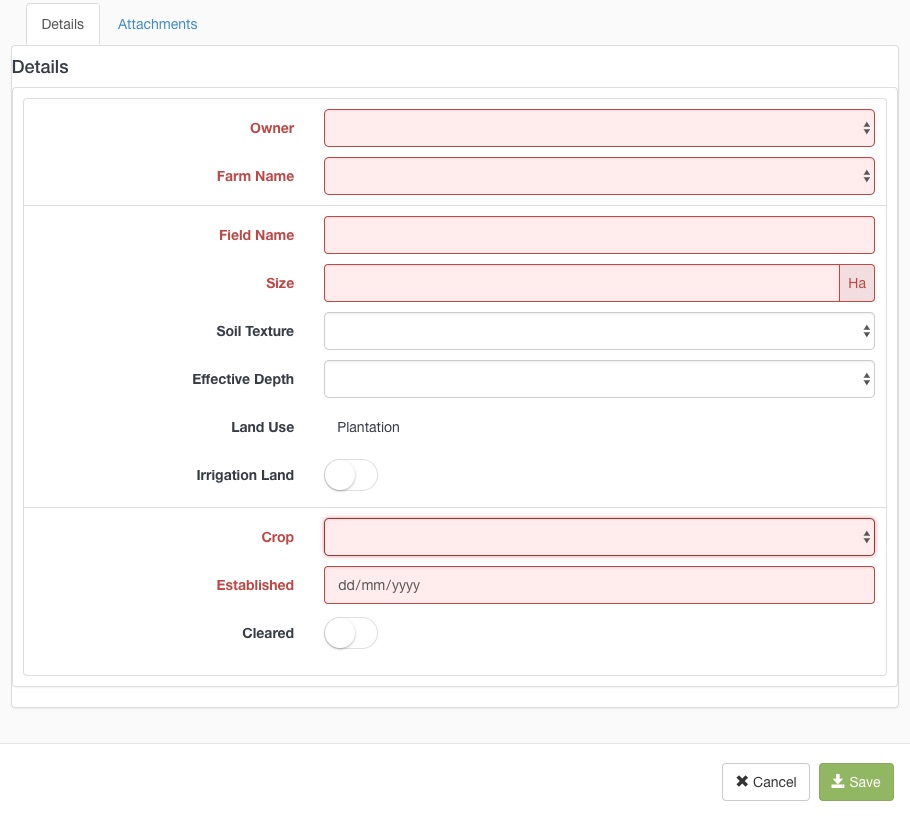 Details Attachments
Details
Owner
Farm Name
Field Name
Size Ha
Soil Texture
Effective Depth
Land Use Plantation
Irrigation Land
Crop
Established dd/mm/yyyy
Cleared
Cancel Save